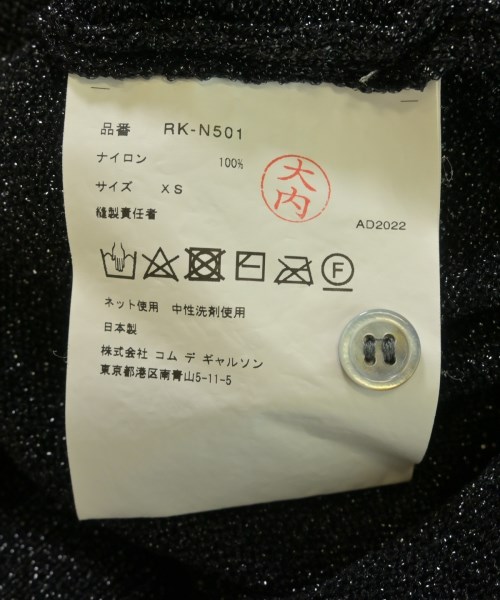 品番 RK-N501
ナイロン 100%
サイズ XS
縫製責任者
大内
AD2022
F
ネット使用 中性洗剤使用
日本製
株式会社 コム デ ギャルソン
東京都港区南青山5-11-5